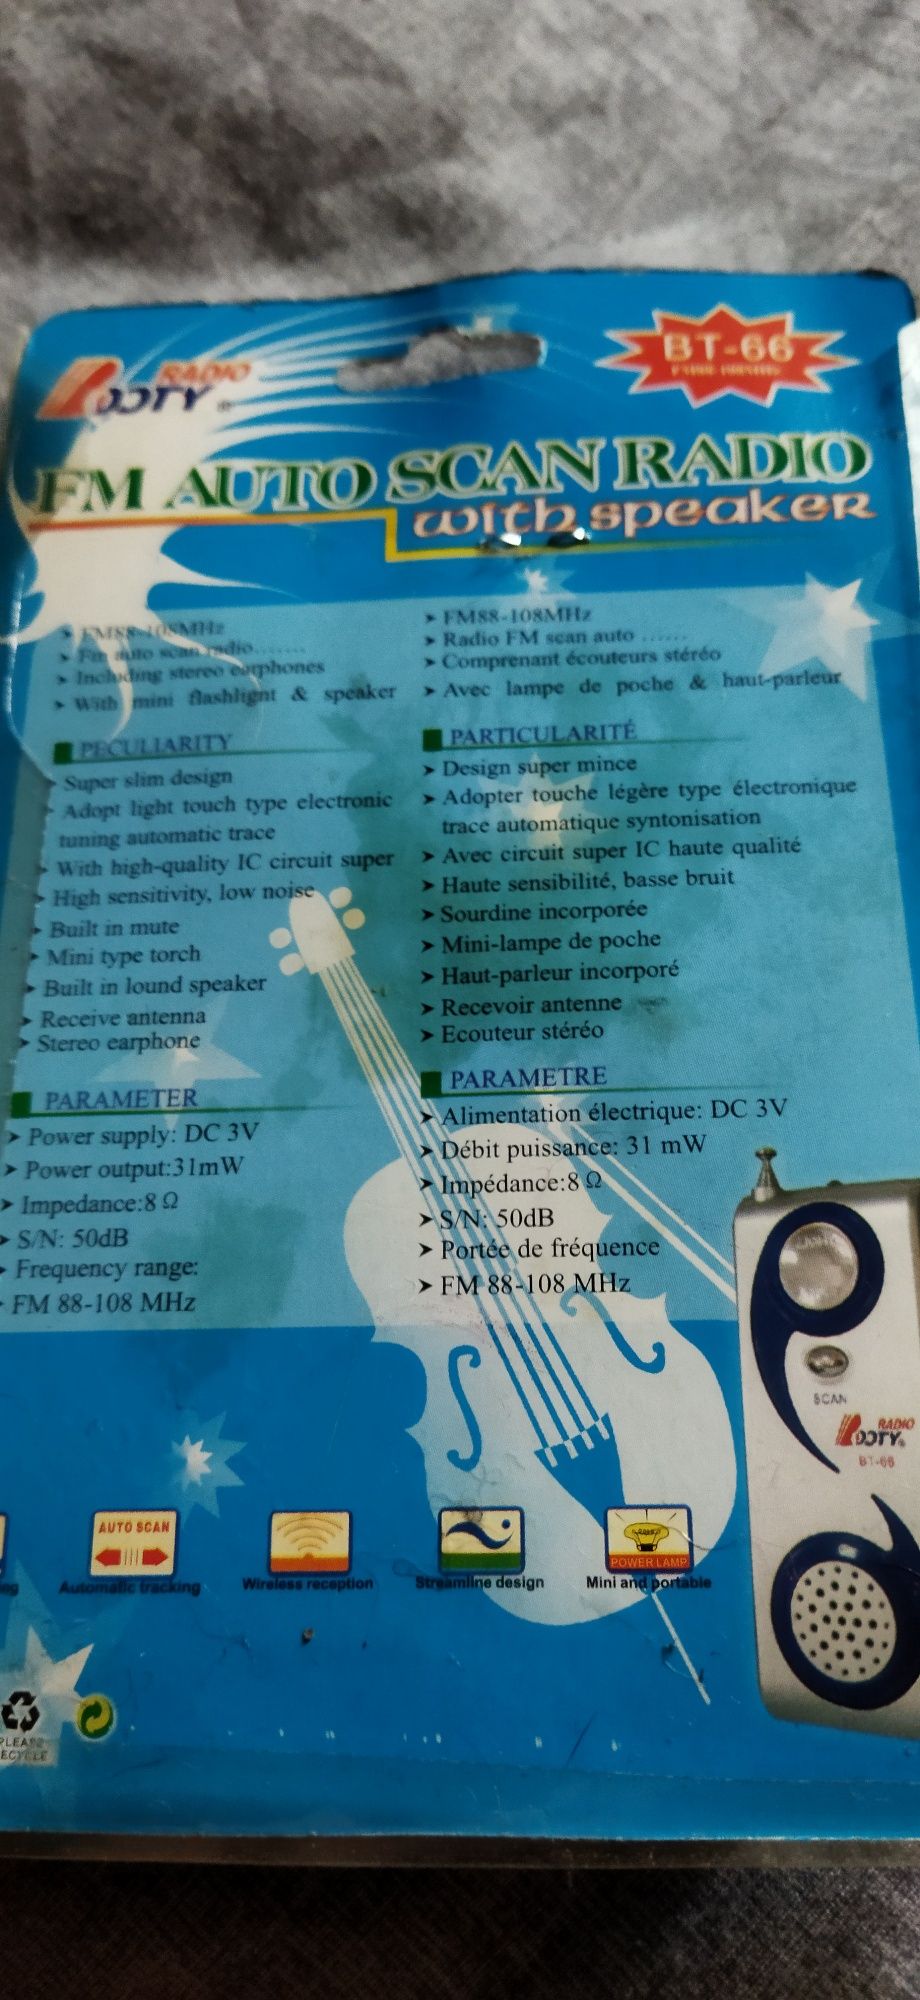 RADIO
BT-66
FM AUTO SCAN RADIO
with speaker
➤ FM88-108MHz
➤ Fm auto scan radio........
➤ Including stereo earphones
➤ With mini flashlight & speaker
PECULIARITY
➤ Super slim design
➤ Adopt light touch type electronic
tuning automatic trace
➤ With high-quality IC circuit super
➤ High sensitivity, low noise
➤ Built in mute
➤ Mini type torch
➤ Built in lound speaker
➤ Receive antenna
➤ Stereo earphone
PARAMETER
➤ Power supply: DC 3V
➤ Power output:31mW
➤ Impedance:8 Ω
➤ S/N: 50dB
➤ Frequency range:
➤ FM 88-108 MHz
➤ FM88-108MHz
➤ Radio FM scan auto ......
➤ Comprenant écouteurs stéréo
➤ Avec lampe de poche & haut-parleur
PARTICULARITÉ
➤ Design super mince
➤ Adopter touche légère type électronique
trace automatique syntonisation
➤ Avec circuit super IC haute qualité
➤ Haute sensibilité, basse bruit
➤ Sourdine incorporée
➤ Mini-lampe de poche
➤ Haut-parleur incorporé
➤ Recevoir antenne
➤ Ecouteur stéréo
PARAMETRE
➤ Alimentation électrique: DC 3V
➤ Débit puissance: 31 mW
➤ Impédance:8 Ω
➤ S/N: 50dB
➤ Portée de fréquence
➤ FM 88-108 MHz
SCAN
RADIO
BT-66
AUTO SCAN
POWER LAMP
Automatic tracking
Wireless reception
Streamline design
Mini and portable
PLEASE